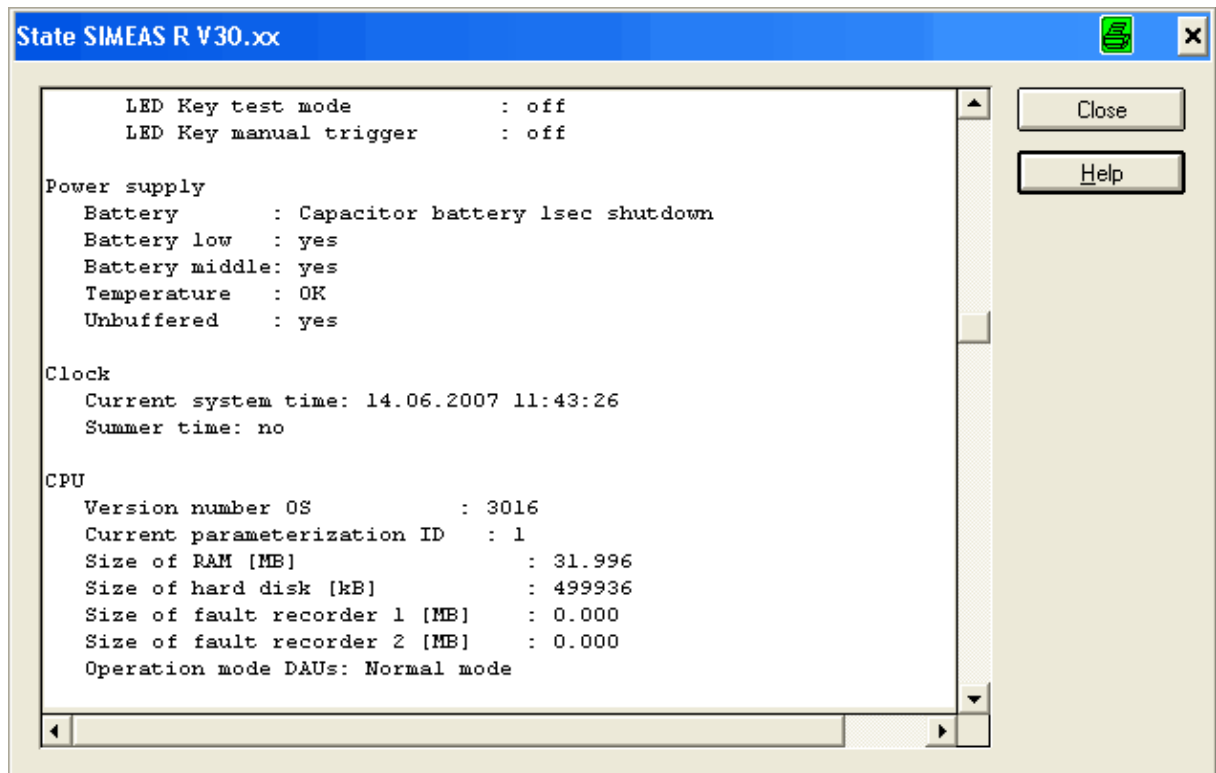 State SIMEAS R V30.xx
LED Key test mode : off
LED Key manual trigger : off
Power supply
Battery : Capacitor battery 1sec shutdown
Battery low : yes
Battery middle: yes
Temperature : OK
Unbuffered : yes
Clock
Current system time: 14.06.2007 11:43:26
Summer time: no
CPU
Version number OS : 3016
Current parameterization ID : 1
Size of RAM [MB] : 31.996
Size of hard disk [kB] : 499936
Size of fault recorder 1 [MB] : 0.000
Size of fault recorder 2 [MB] : 0.000
Operation mode DAUs: Normal mode
Close
Help